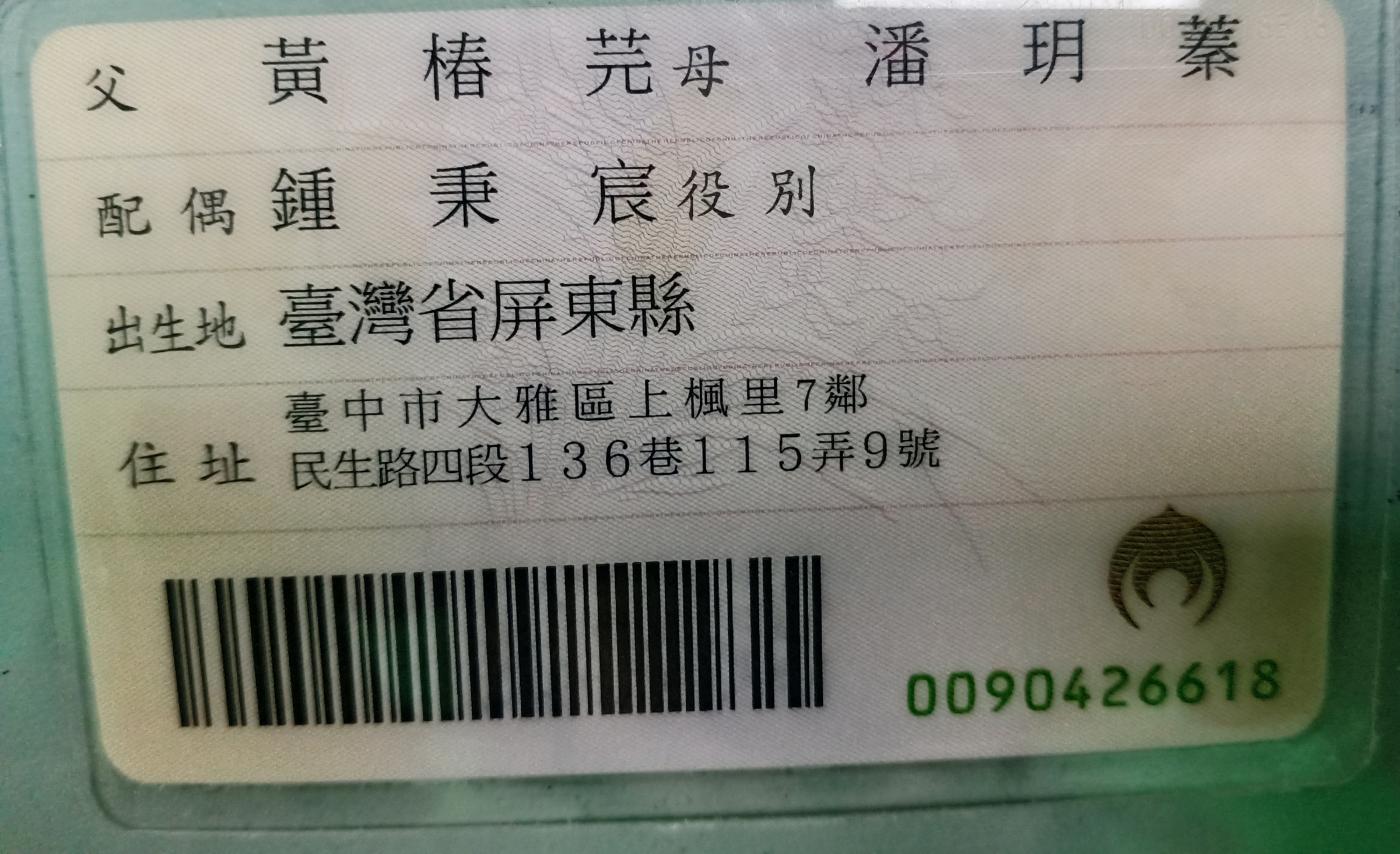 父 黃椿芫 母 潘玥蓁
配偶 鍾秉宸 役別
出生地 臺灣省屏東縣
住址 臺中市大雅區上楓里7鄰
民生路四段136巷115弄9號
0090426618